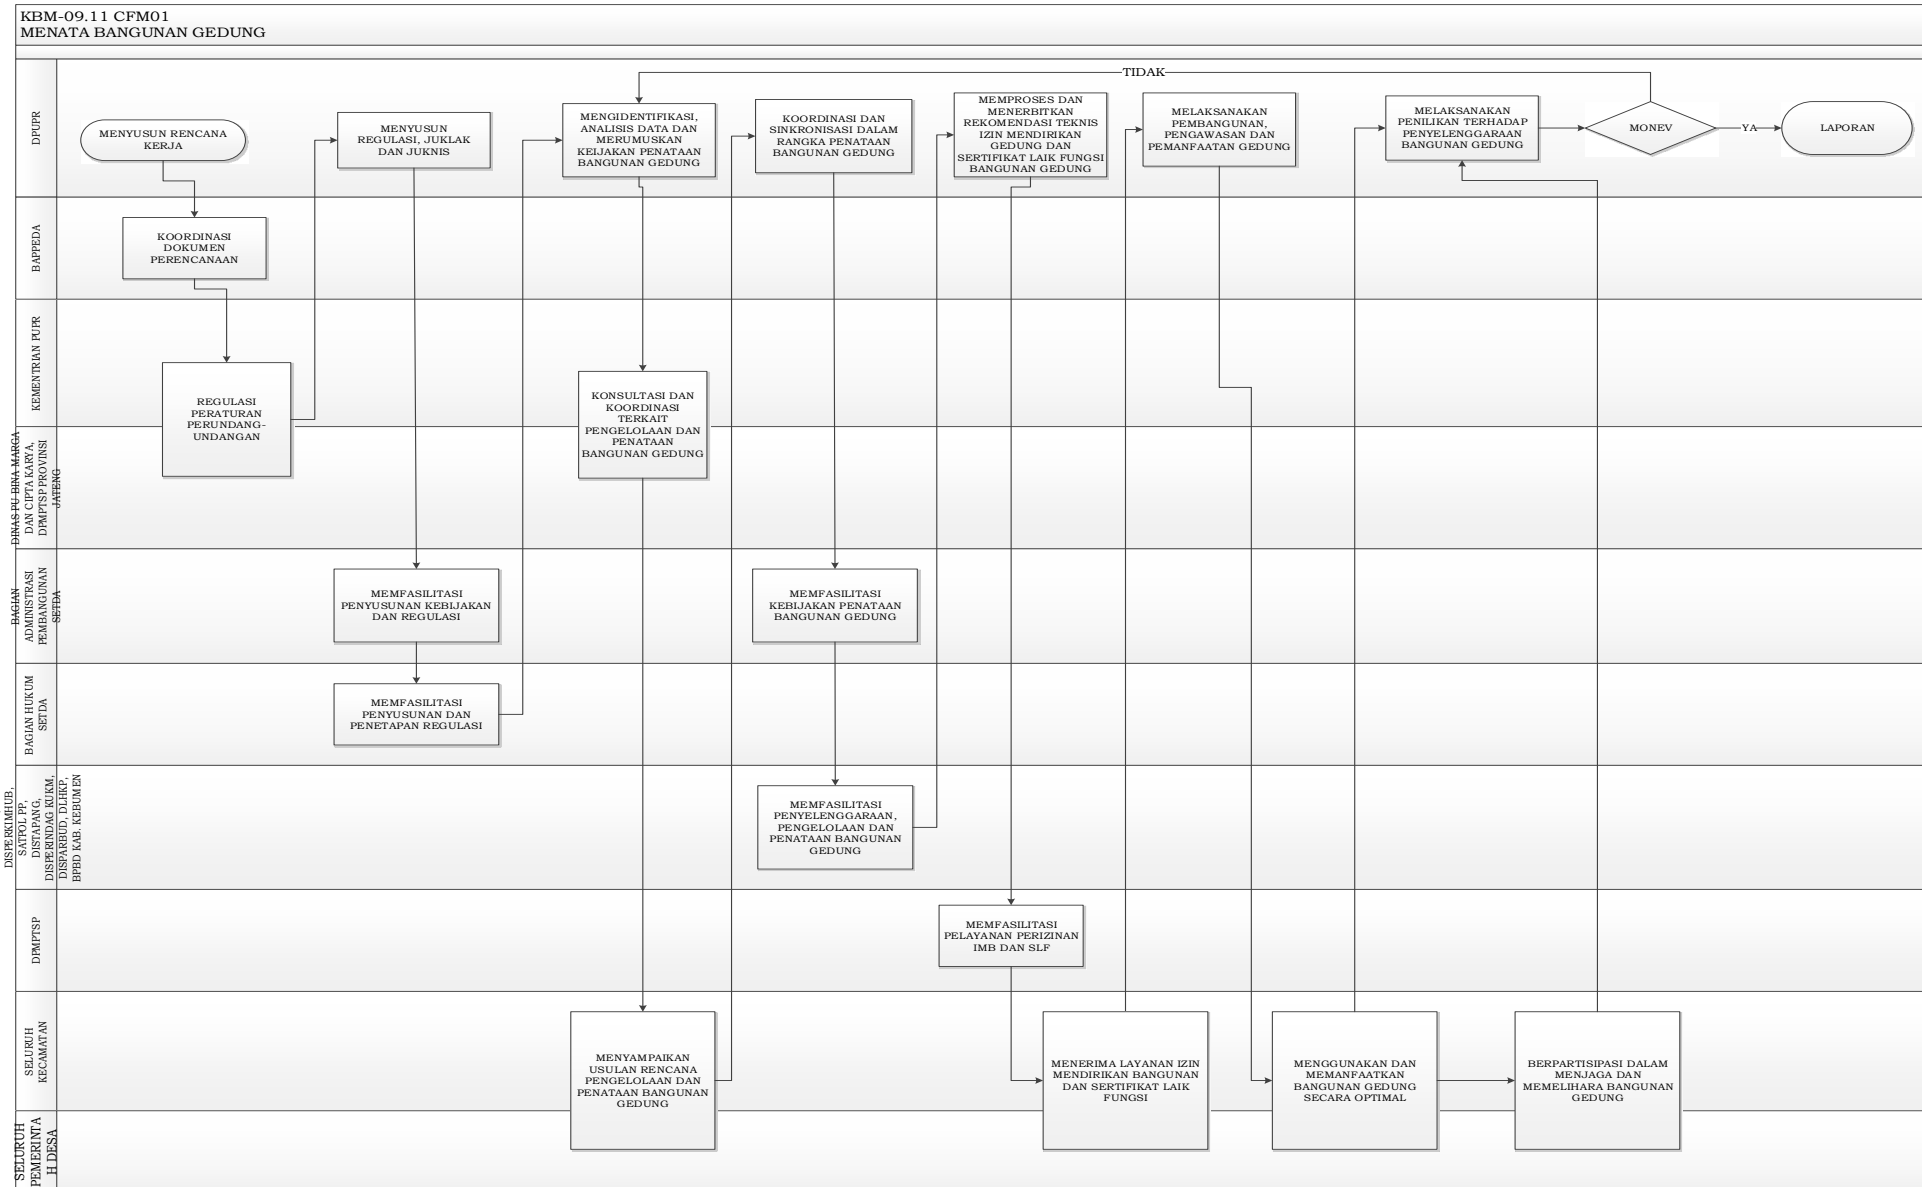 KBM-09.11 CFM01
MENATA BANGUNAN GEDUNG
DPUPR
MENYUSUN RENCANA
KERJA
MENYUSUN
REGULASI, JUKLAK
DAN JUKNIS
MENGIDENTIFIKASI,
ANALISIS DATA DAN
MERUMUSKAN
KEIJAKAN PENATAAN
BANGUNAN GEDUNG
KOORDINASI DAN
SINKRONISASI DALAM
RANGKA PENATAAN
BANGUNAN GEDUNG
MEMPROSES DAN
MENERBITKAN
REKOMENDASI TEKNIS
IZIN MENDIRIKAN
GEDUNG DAN
SERTIFIKAT LAIK FUNGSI
BANGUNAN GEDUNG
TIDAK
MELAKSANAKAN
PEMBANGUNAN,
PENGAWASAN DAN
PEMANFAATAN GEDUNG
MELAKSANAKAN
PENILIKAN TERHADAP
PENYELENGGARAAN
BANGUNAN GEDUNG
MONEV
YA
LAPORAN
BAPPEDA
KOORDINASI
DOKUMEN
PERENCANAAN
KEMENTRIAN PUPR
REGULASI
PERATURAN
PERUNDANG-
UNDANGAN
KONSULTASI DAN
KOORDINASI
TERKAIT
PENGELOLAAN DAN
PENATAAN
BANGUNAN GEDUNG
DINAS PU BINA MARGA
DAN CIPTA KARYA,
DPMPTSP PROVINSI
JATENG
BAGIAN
ADMINISTRASI
PEMBANGUNAN
SETDA
MEMFASILITASI
PENYUSUNAN KEBIJAKAN
DAN REGULASI
MEMFASILITASI
KEBIJAKAN PENATAAN
BANGUNAN GEDUNG
BAGIAN HUKUM
SETDA
MEMFASILITASI
PENYUSUNAN DAN
PENETAPAN REGULASI
DISPERKIMHUB,
SATPOL PP,
DISTAPANG,
DISPERINDAG KUKM,
DISPARBUD, DLHKP,
BPBD KAB. KEBUMEN
MEMFASILITASI
PENYELENGGARAAN,
PENGELOLAAN DAN
PENATAAN BANGUNAN
GEDUNG
DPMPTSP
MEMFASILITASI
PELAYANAN PERIZINAN
IMB DAN SLF
SELURUH
KECAMATAN
MENYAMPAIKAN
USULAN RENCANA
PENGELOLAAN DAN
PENATAAN BANGUNAN
GEDUNG
MENERIMA LAYANAN IZIN
MENDIRIKAN BANGUNAN
DAN SERTIFIKAT LAIK
FUNGSI
MENGGUNAKAN DAN
MEMANFAATKAN
BANGUNAN GEDUNG
SECARA OPTIMAL
BERPARTISIPASI DALAM
MENJAGA DAN
MEMELIHARA BANGUNAN
GEDUNG
SELURUH
PEMERINTA
H DESA